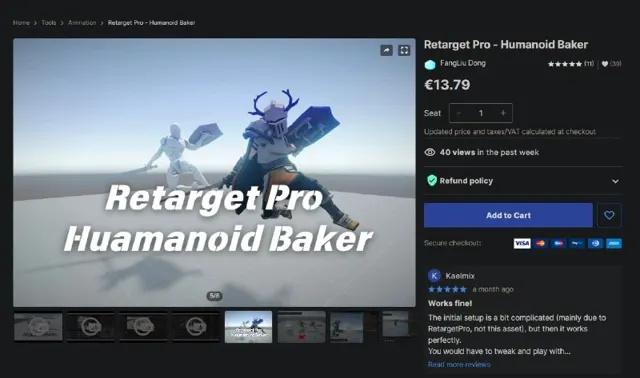 Home > Tools > Animation > Retarget Pro - Humanoid Baker
Retarget Pro
Huamanoid Baker
5/8
Retarget Pro - Humanoid Baker
FangLiu Dong
★★★★★ (11) | ♥ (39)
€13.79
Seat - 1 +
Updated price and taxes/VAT calculated at checkout
40 views in the past week
Refund policy
Add to Cart
Secure checkout: VISA
K Kaelmix
★★★★★ a month ago
Works fine!
The initial setup is a bit complicated (mainly due to
RetargetPro, not this asset), but then it works
perfectly.
You would have to tweak and play with...
Read more reviews